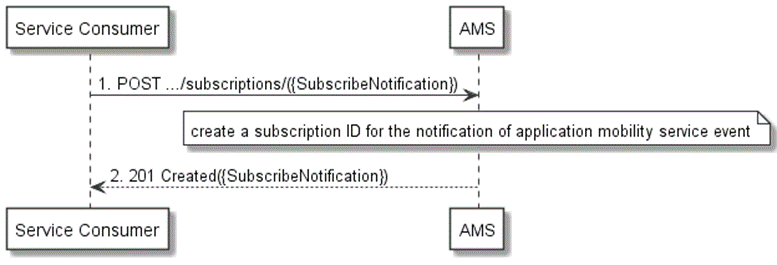 Service Consumer
AMS
1. POST .../subscriptions/({SubscribeNotification})
create a subscription ID for the notification of application mobility service event
2. 201 Created({SubscribeNotification})
Service Consumer
AMS